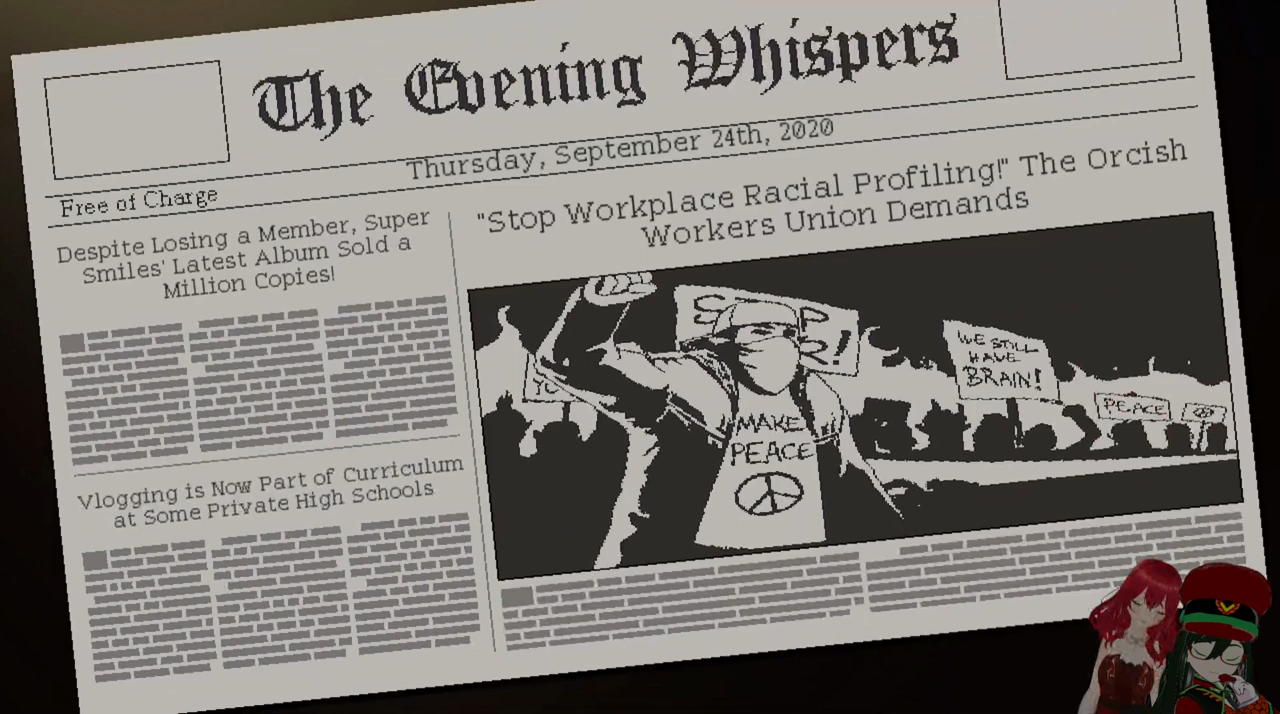 The Evening Whispers
Thursday, September 24th, 2020
Free of Charge
Despite Losing a Member, Super
Smiles' Latest Album Sold a
Million Copies!
Vlogging is Now Part of Curriculum
at Some Private High Schools
"Stop Workplace Racial Profiling!" The Orcish
Workers Union Demands
WE STILL
HAVE
BRAIN!
PEACE
MAKE
PEACE